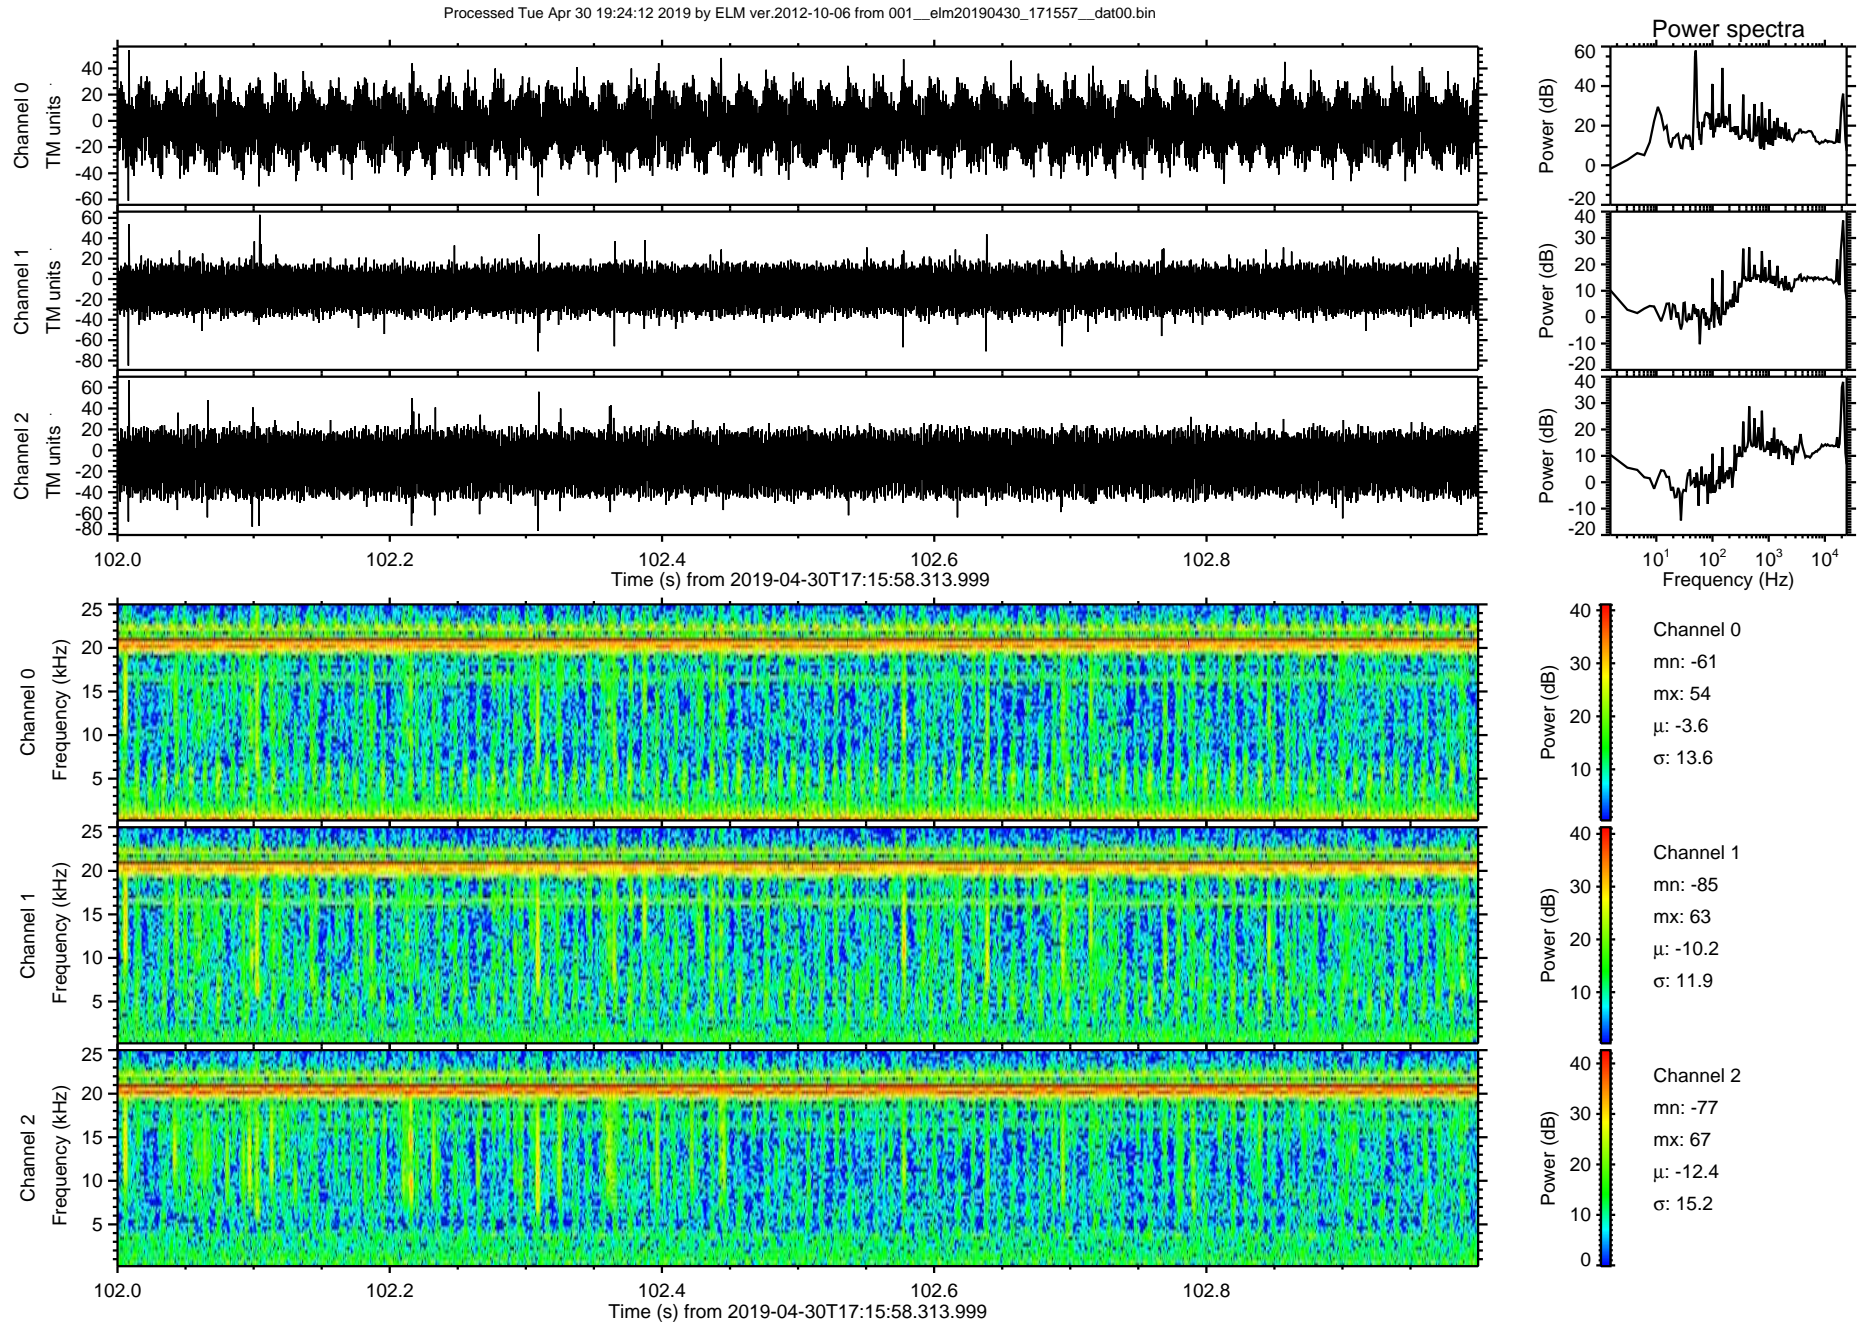 Processed Tue Apr 30 19:24:12 2019 by ELM ver.2012-10-06 from 001__elm20190430_171557__dat00.bin
Power spectra
Channel 0
TM units
40
20
0
-20
-40
-60
Power (dB)
60
40
20
0
-20
Channel 1
TM units
60
40
20
0
-20
-40
-60
-80
Power (dB)
40
30
20
10
0
-10
-20
Channel 2
TM units
60
40
20
0
-20
-40
-60
-80
Power (dB)
40
30
20
10
0
-10
-20
102.0 102.2 102.4 102.6 102.8
Time (s) from 2019-04-30T17:15:58.313.999
10^1 10^2 10^3 10^4
Frequency (Hz)
Channel 0
Frequency (kHz)
25
20
15
10
5
Power (dB)
40
30
20
10
Channel 0
mn: -61
mx: 54
μ: -3.6
σ: 13.6
Channel 1
Frequency (kHz)
25
20
15
10
5
Power (dB)
40
30
20
10
Channel 1
mn: -85
mx: 63
μ: -10.2
σ: 11.9
Channel 2
Frequency (kHz)
25
20
15
10
5
Power (dB)
40
30
20
10
0
Channel 2
mn: -77
mx: 67
μ: -12.4
σ: 15.2
102.0 102.2 102.4 102.6 102.8
Time (s) from 2019-04-30T17:15:58.313.999